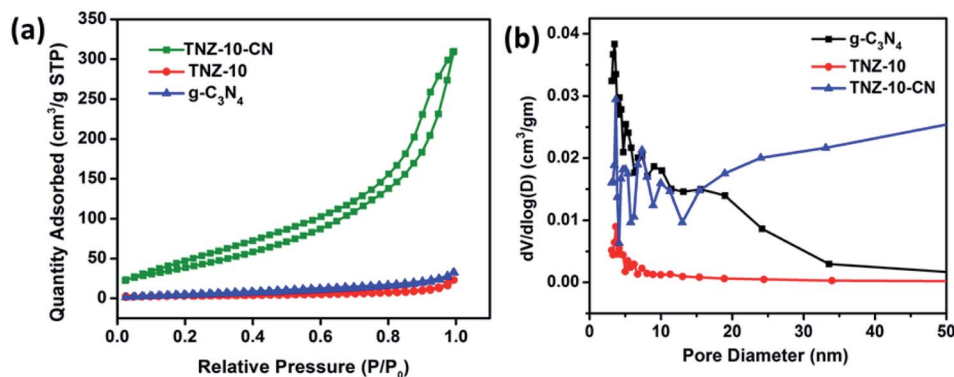 (a)
350
300
250
200
150
100
50
0
Quantity Adsorbed (cm³/g STP)
TNZ-10-CN
TNZ-10
g-C₃N₄
0.0 0.2 0.4 0.6 0.8 1.0
Relative Pressure (P/P₀)
(b)
0.04
0.03
0.02
0.01
0.00
dV/dlog(D) (cm³/gm)
g-C₃N₄
TNZ-10
TNZ-10-CN
0 10 20 30 40 50
Pore Diameter (nm)